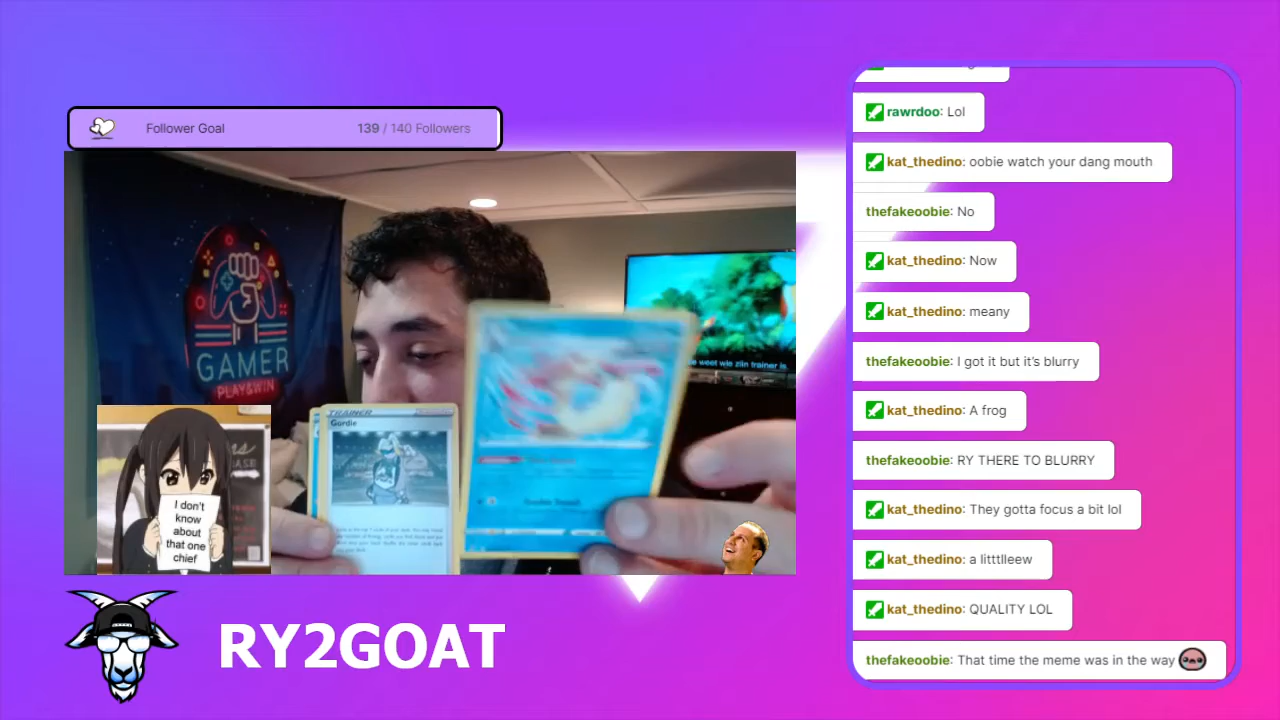 Follower Goal
139 / 140 Followers
GAMER
PLAY&WIN
TRAINER
Gordie
I don't
know
about
that one
chief
RY2GOAT
rawrdoo: Lol
kat_thedino: oobie watch your dang mouth
thefakeoobie: No
kat_thedino: Now
kat_thedino: meany
thefakeoobie: I got it but it's blurry
kat_thedino: A frog
thefakeoobie: RY THERE TO BLURRY
kat_thedino: They gotta focus a bit lol
kat_thedino: a litttlleew
kat_thedino: QUALITY LOL
thefakeoobie: That time the meme was in the way